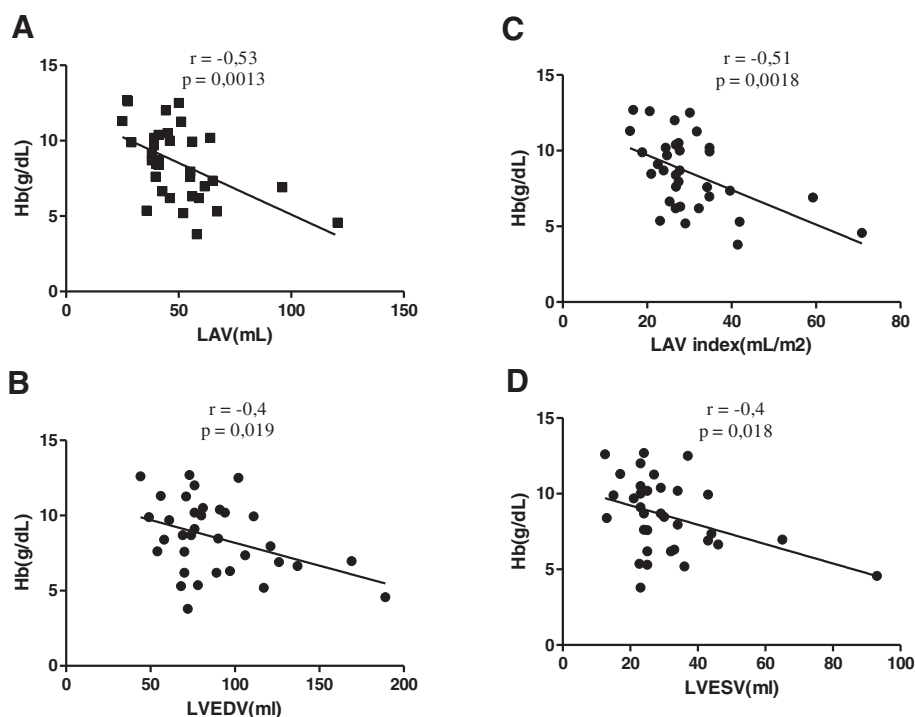 A
r = -0,53
p = 0,0013
15
10
5
0
Hb(g/dL)
0
50
100
150
LAV(mL)
C
r = -0,51
p = 0,0018
15
10
5
0
Hb(g/dL)
0
20
40
60
80
LAV index(mL/m2)
B
r = -0,4
p = 0,019
15
10
5
0
Hb(g/dL)
0
50
100
150
200
LVEDV(ml)
D
r = -0,4
p = 0,018
15
10
5
0
Hb(g/dL)
0
20
40
60
80
100
LVESV(ml)